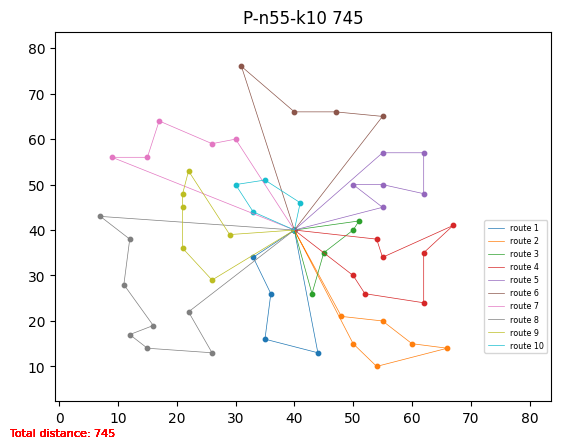 P-n55-k10 745
80
70
60
50
40
30
20
10
0 10 20 30 40 50 60 70 80
route 1
route 2
route 3
route 4
route 5
route 6
route 7
route 8
route 9
route 10
Total distance: 745